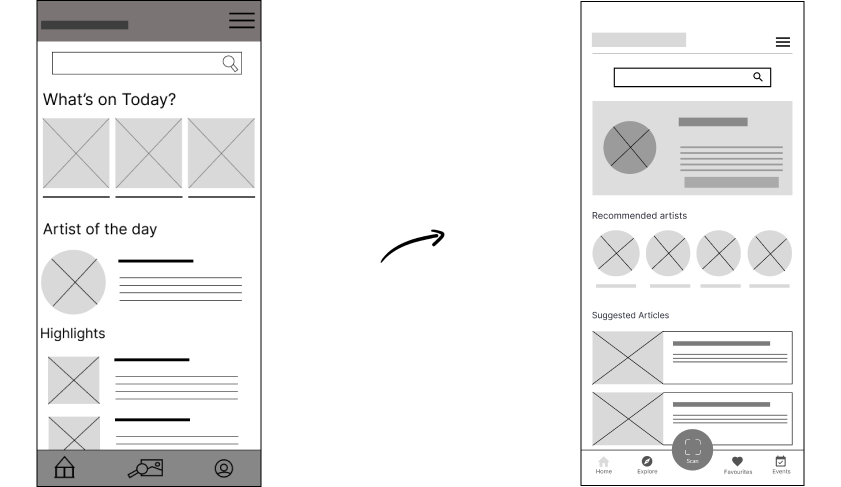 What's on Today?
Artist of the day
Highlights
Recommended artists
Suggested Articles
Home
Explore
Scan
Favourites
Events